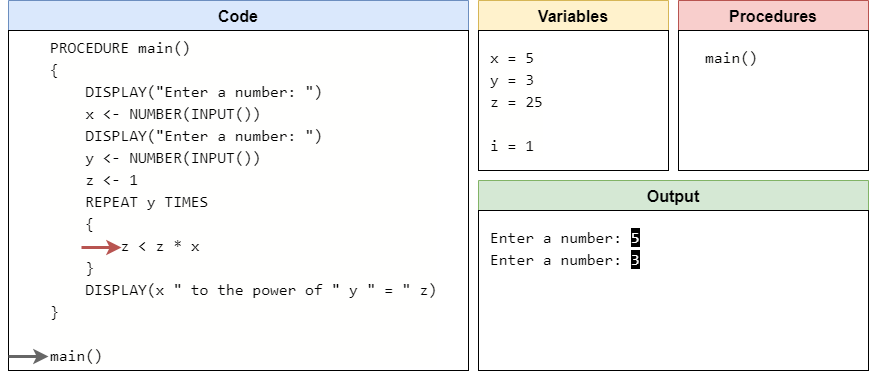 Code
PROCEDURE main()
{
DISPLAY("Enter a number: ")
x <- NUMBER(INPUT())
DISPLAY("Enter a number: ")
y <- NUMBER(INPUT())
z <- 1
REPEAT y TIMES
{
z < z * x
}
DISPLAY(x " to the power of " y " = " z)
}
main()
Variables
x = 5
y = 3
z = 25
i = 1
Procedures
main()
Output
Enter a number: 5
Enter a number: 3